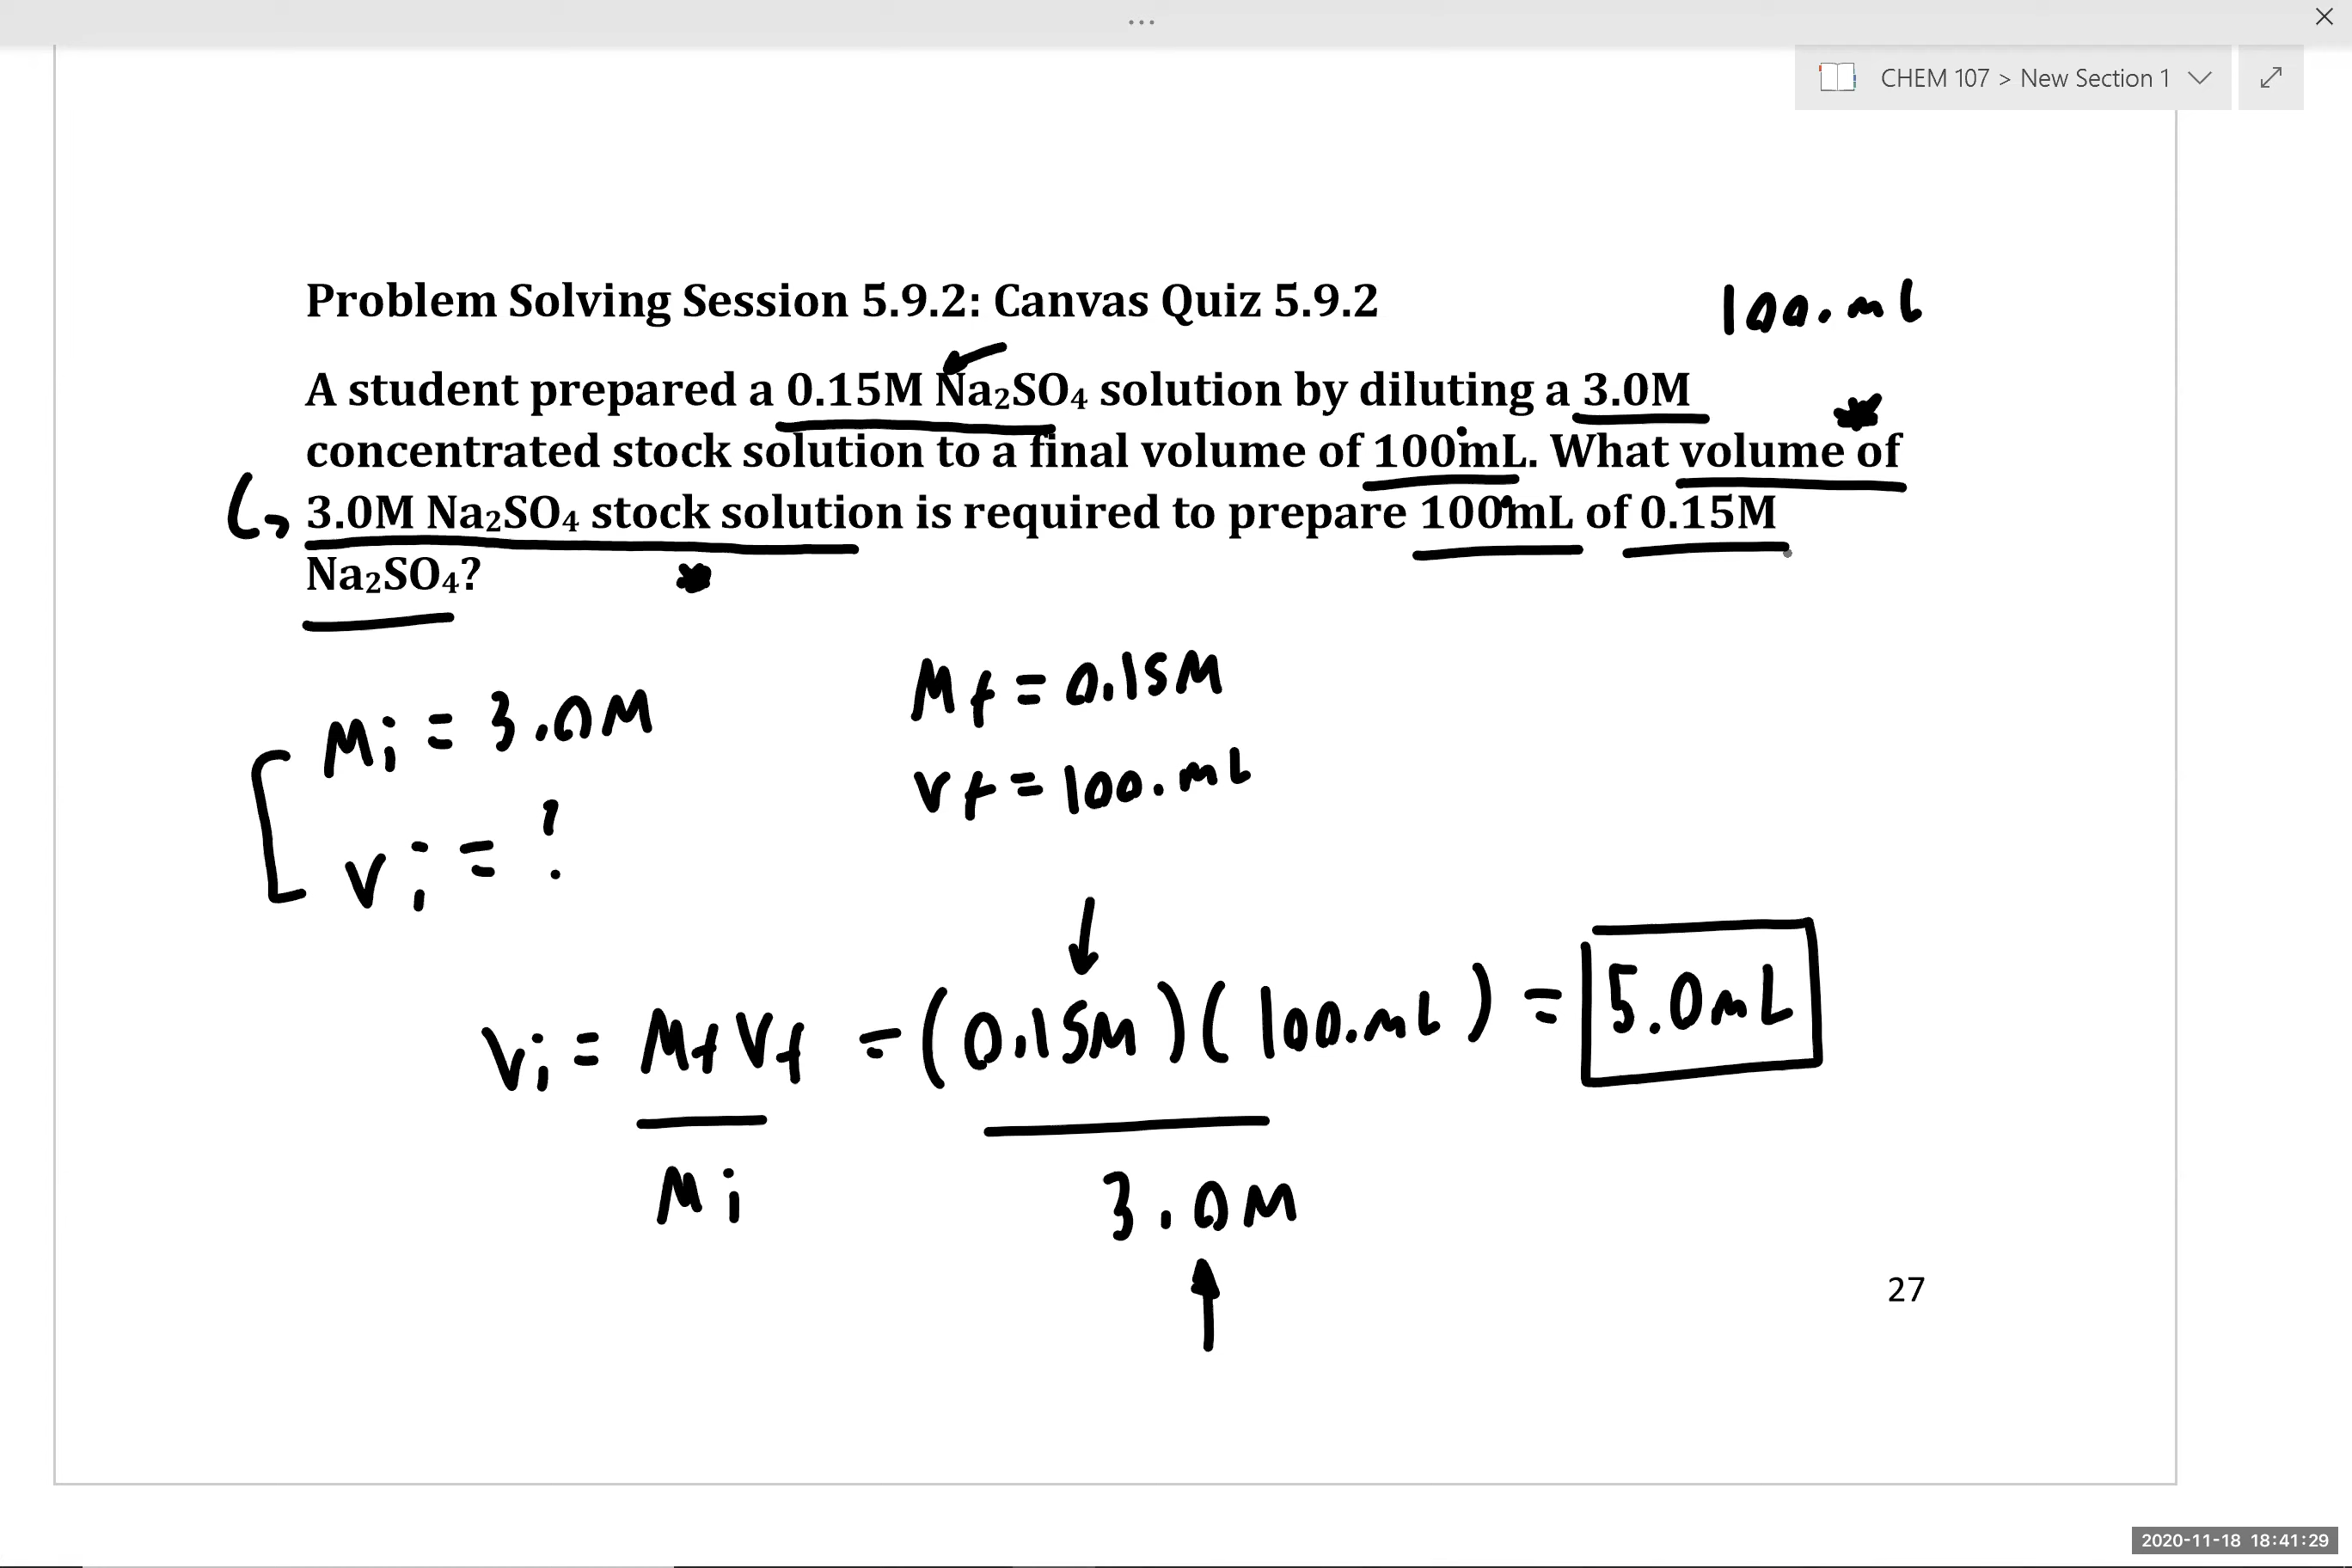 ...
CHEM 107 > New Section 1
Problem Solving Session 5.9.2: Canvas Quiz 5.9.2
100. mL
A student prepared a 0.15M Na₂SO₄ solution by diluting a 3.0M
concentrated stock solution to a final volume of 100.mL. What volume of
3.0M Na₂SO₄ stock solution is required to prepare 100.mL of 0.15M
Na₂SO₄?
Mi = 3.0M
Vi = ?
Mf = 0.15M
Vf = 100. mL
Vi = MfVf = (0.15M)(100. mL) = 5.0mL
Mi
3.0M
27
2020-11-18 18:41:29